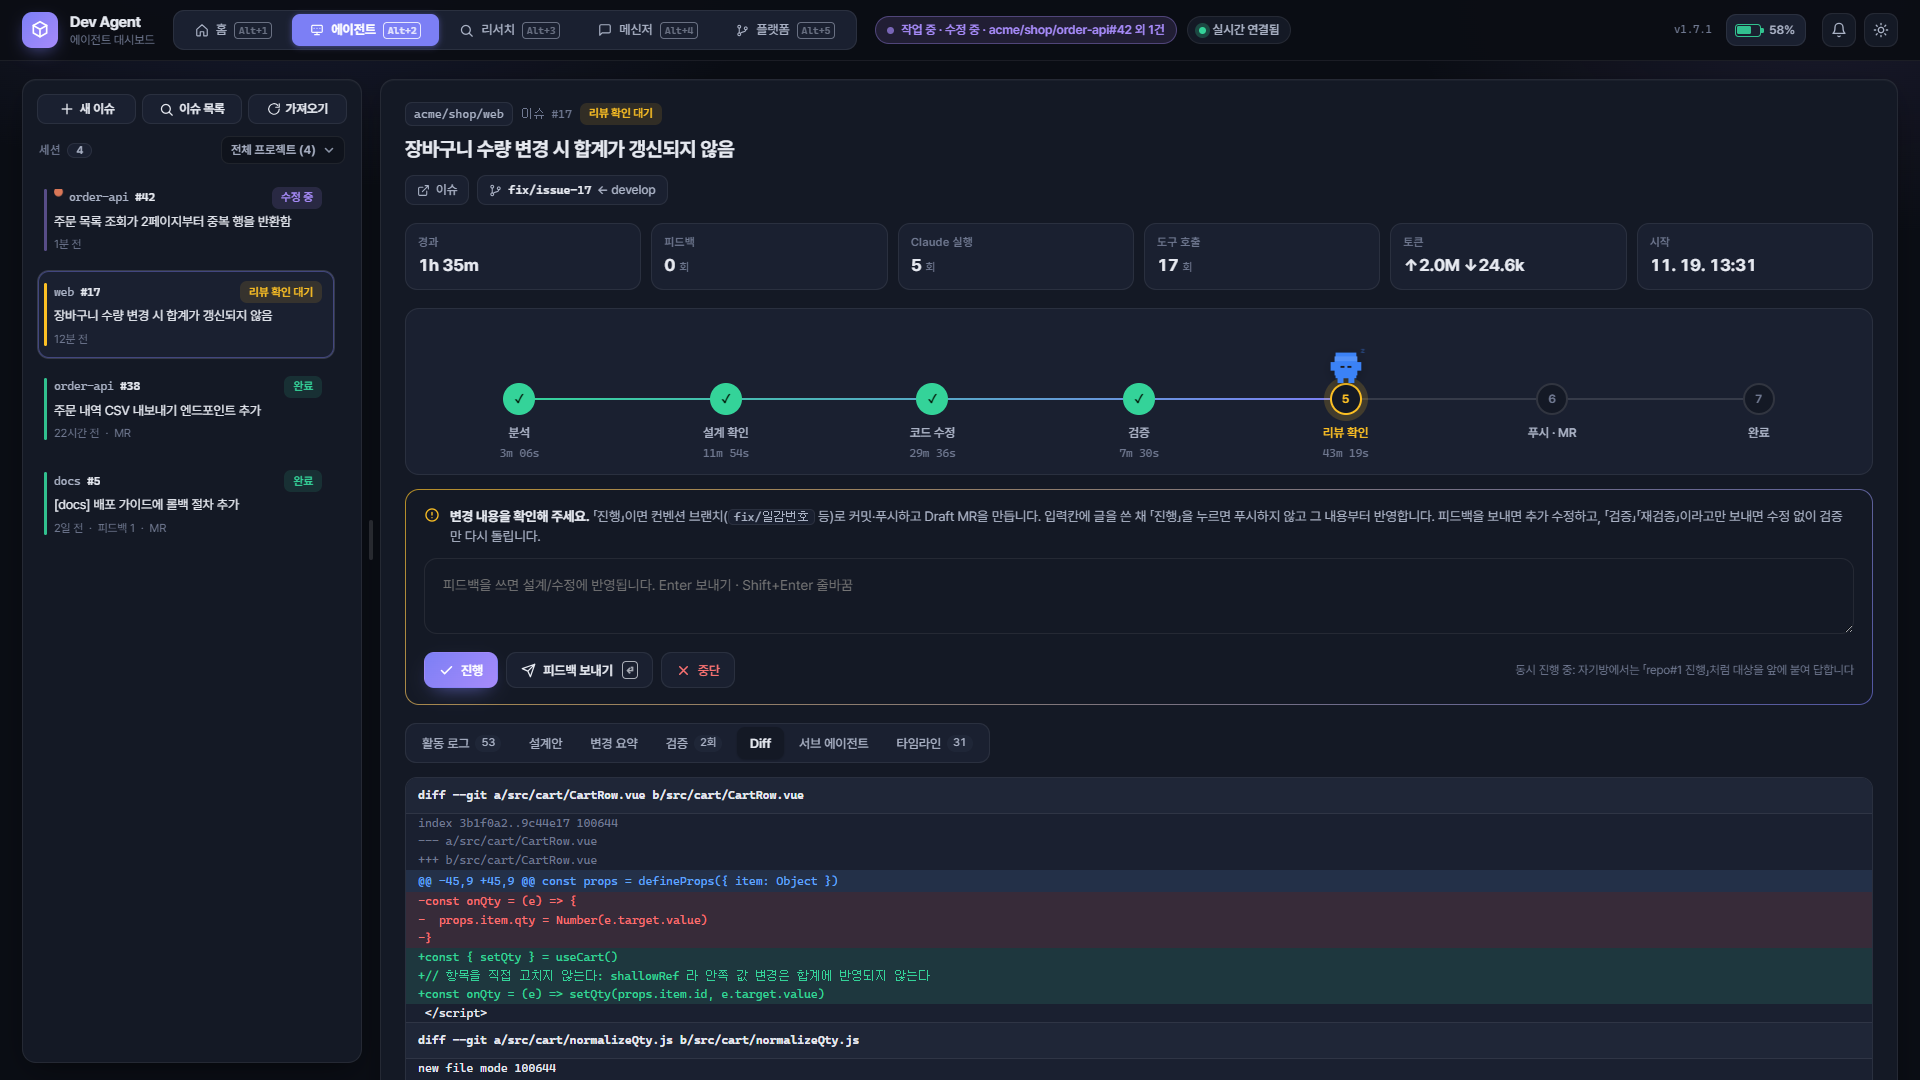 Dev Agent
에이전트 대시보드
홈 Alt+1
에이전트 Alt+2
리서치 Alt+3
메신저 Alt+4
플랫폼 Alt+5
작업 중 · 수정 중 · acme/shop/order-api#42 외 1건
실시간 연결됨
v1.7.1
58%
새 이슈
이슈 목록
가져오기
세션 4
전체 프로젝트 (4)
order-api #42 수정 중
주문 목록 조회가 2페이지부터 중복 행을 반환함
1분 전
web #17 리뷰 확인 대기
장바구니 수량 변경 시 합계가 갱신되지 않음
12분 전
order-api #38 완료
주문 내역 CSV 내보내기 엔드포인트 추가
22시간 전 · MR
docs #5 완료
[docs] 배포 가이드에 롤백 절차 추가
2일 전 · 피드백 1 · MR
acme/shop/web 이슈 #17 리뷰 확인 대기
장바구니 수량 변경 시 합계가 갱신되지 않음
이슈
fix/issue-17 ← develop
경과
1h 35m
피드백
0 회
Claude 실행
5 회
도구 호출
17 회
토큰
↑2.0M ↓24.6k
시작
11. 19. 13:31
✓ ✓ ✓ ✓ 5 6 7
분석 설계 확인 코드 수정 검증 리뷰 확인 푸시 · MR 완료
3m 06s 11m 54s 29m 36s 7m 30s 43m 19s
변경 내용을 확인해 주세요. 「진행」이면 컨벤션 브랜치( fix/일감번호 등)로 커밋·푸시하고 Draft MR을 만듭니다. 입력칸에 글을 쓴 채 「진행」을 누르면 푸시하지 않고 그 내용부터 반영합니다. 피드백을 보내면 추가 수정하고, 「검증」「재검증」이라고만 보내면 수정 없이 검증
만 다시 돌립니다.
피드백을 쓰면 설계/수정에 반영됩니다. Enter 보내기 · Shift+Enter 줄바꿈
진행
피드백 보내기
중단
동시 진행 중: 자기방에서는 「repo#1 진행」처럼 대상을 앞에 붙여 답합니다
활동 로그 53
설계안
변경 요약
검증 2회
Diff
서브 에이전트
타임라인 31
diff --git a/src/cart/CartRow.vue b/src/cart/CartRow.vue
index 3b1f0a2..9c44e17 100644
--- a/src/cart/CartRow.vue
+++ b/src/cart/CartRow.vue
@@ -45,9 +45,9 @@ const props = defineProps({ item: Object })
-const onQty = (e) => {
-  props.item.qty = Number(e.target.value)
-}
+const { setQty } = useCart()
+// 항목을 직접 고치지 않는다: shallowRef 라 안쪽 값 변경은 합계에 반영되지 않는다
+const onQty = (e) => setQty(props.item.id, e.target.value)
</script>
diff --git a/src/cart/normalizeQty.js b/src/cart/normalizeQty.js
new file mode 100644